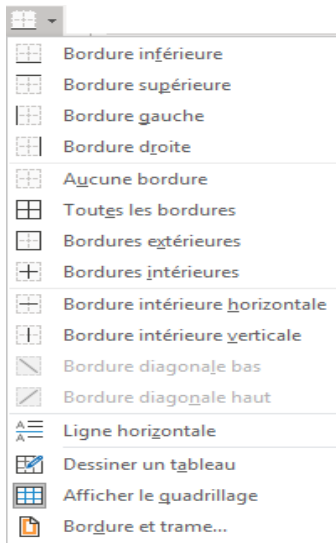 Bordure inférieure
Bordure supérieure
Bordure gauche
Bordure droite
Aucune bordure
Toutes les bordures
Bordures extérieures
Bordures intérieures
Bordure intérieure horizontale
Bordure intérieure verticale
Bordure diagonale bas
Bordure diagonale haut
Ligne horizontale
Dessiner un tableau
Afficher le quadrillage
Bordure et trame...